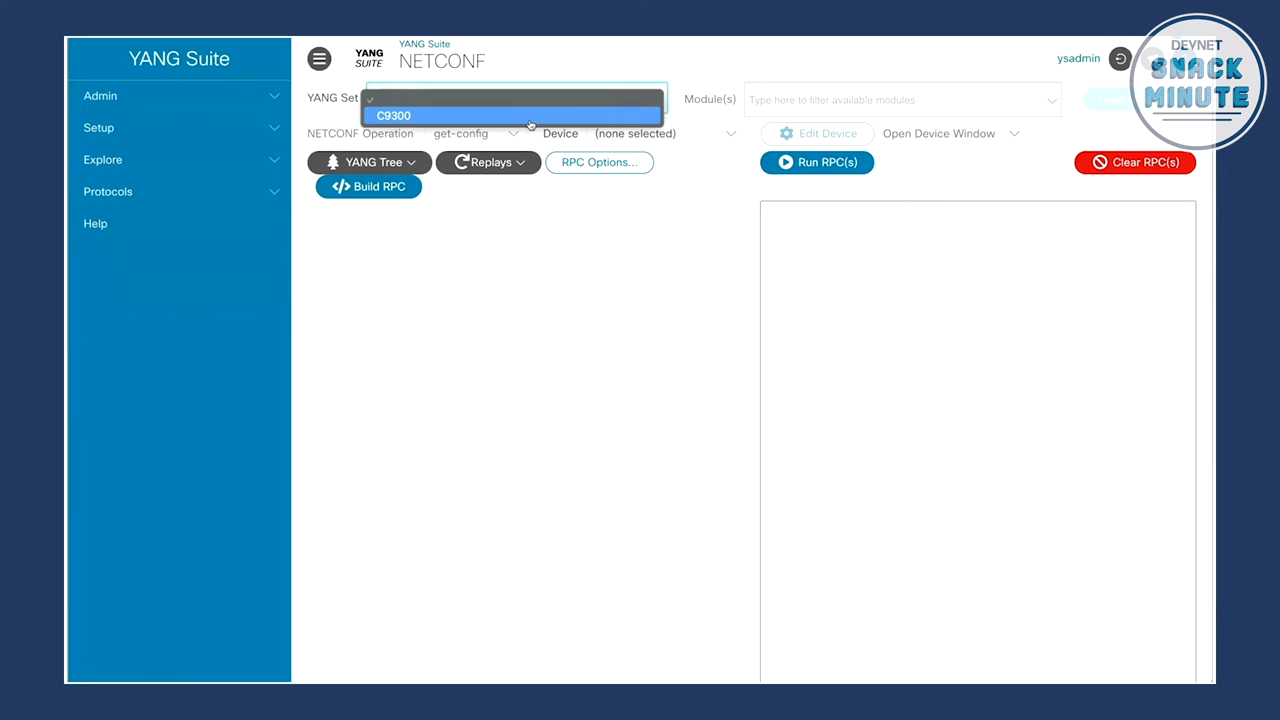 YANG Suite
Admin
Setup
Explore
Protocols
Help
YANG SUITE
YANG Suite
NETCONF
ysadmin
DEVNET
SNACK
MINUTE
YANG Set
C9300
Module(s) Type here to filter available modules
NETCONF Operation get-config Device (none selected) Edit Device Open Device Window
YANG Tree Replays RPC Options... Run RPC(s) Clear RPC(s)
Build RPC